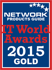 NETWORK
PRODUCTS GUIDE
IT World
Awards
2015
GOLD